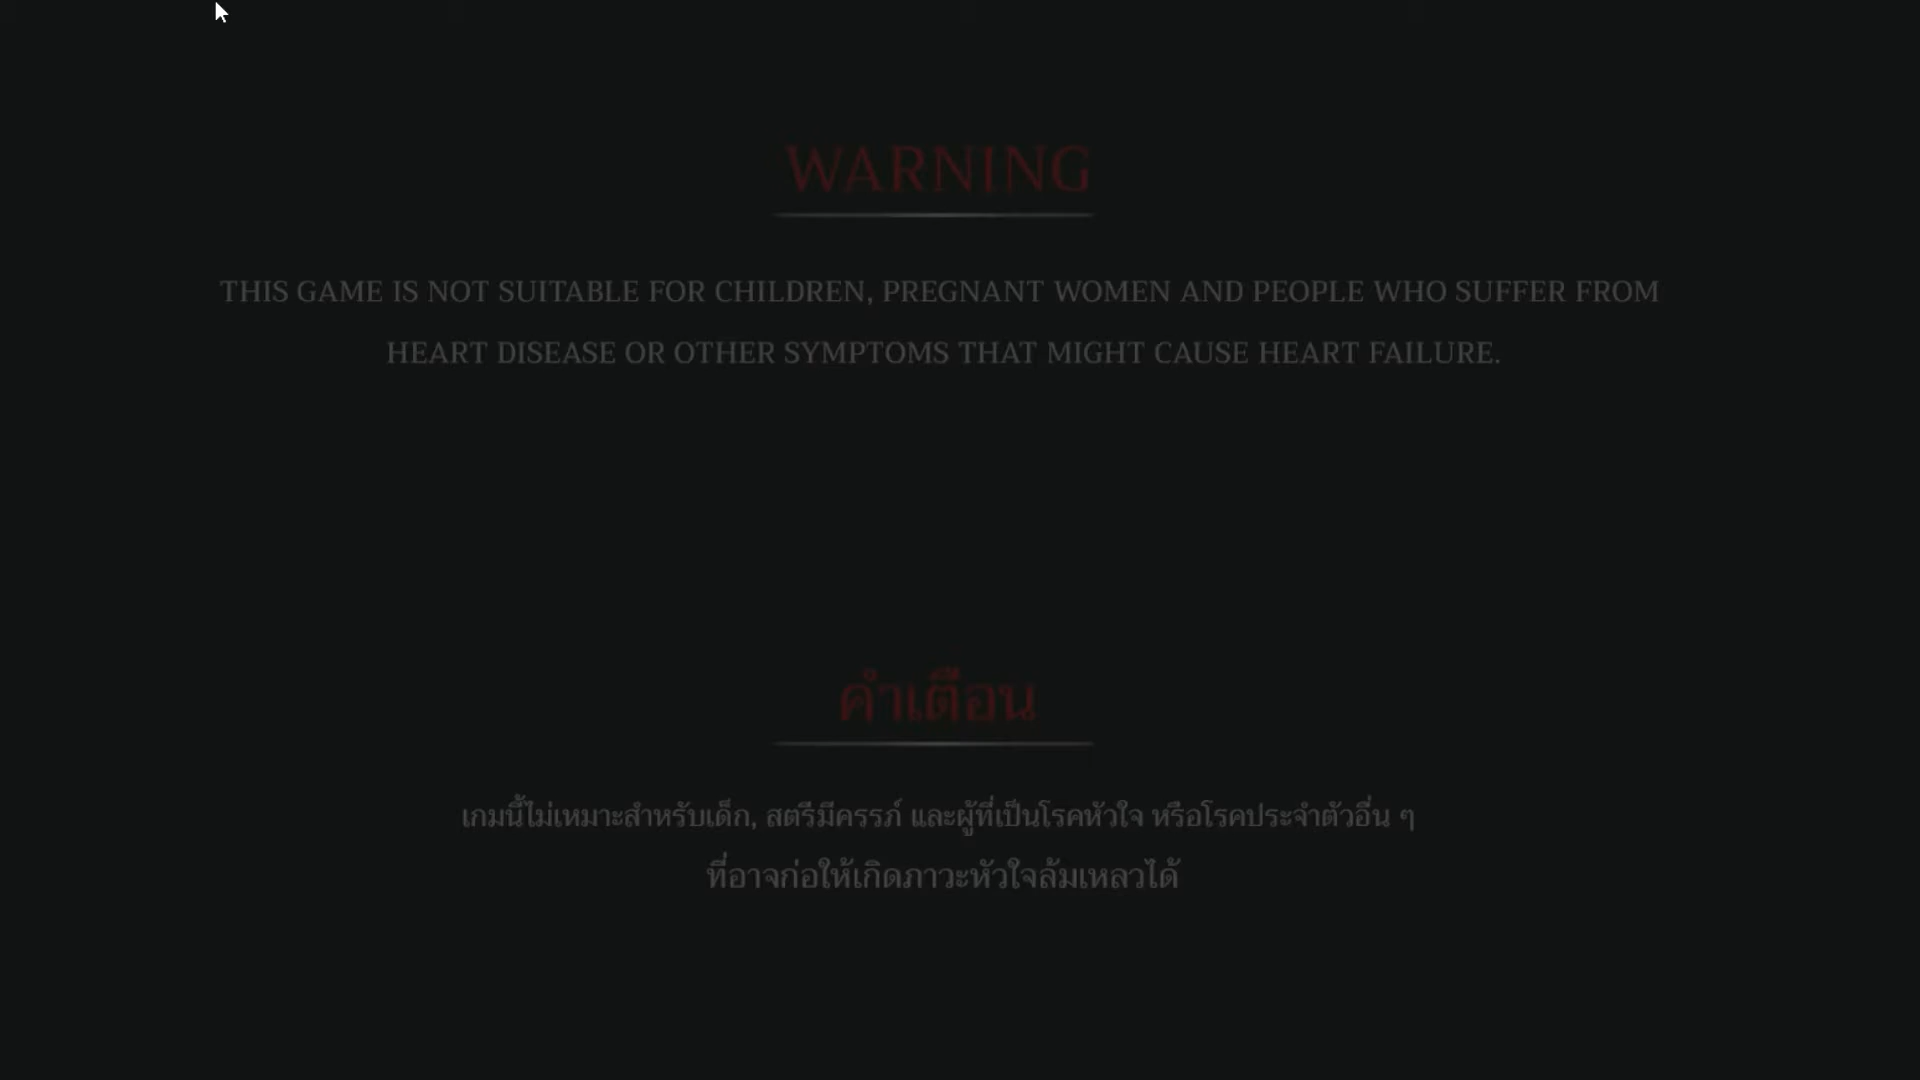 WARNING
THIS GAME IS NOT SUITABLE FOR CHILDREN, PREGNANT WOMEN AND PEOPLE WHO SUFFER FROM
HEART DISEASE OR OTHER SYMPTOMS THAT MIGHT CAUSE HEART FAILURE.
คำเตือน
เกมนี้ไม่เหมาะสำหรับเด็ก, สตรีมีครรภ์ และผู้ที่เป็นโรคหัวใจ หรือโรคประจำตัวอื่น ๆ
ที่อาจก่อให้เกิดภาวะหัวใจล้มเหลวได้